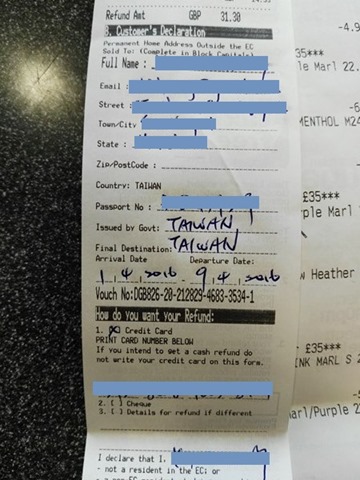 Refund Amt GBP 31.30
B. Customer's Declaration
Permanent Home Address Outside the EC
Sold To: (Complete in Block Capitals)
Full Name :
Email :
Street :
Town/City :
State :
Zip/PostCode :
Country: TAIWAN
Passport No :
Issued by Govt: TAIWAN
Final Destination: TAIWAN
Arrival Date Departure Date:
1, 4, 2016 - 9, 4, 2016
Vouch No:DGB826-20-212829-4683-3534-1
How do you want your Refund:
1. [X] Credit Card
PRINT CARD NUMBER BELOW
If you intend to get a cash refund do
not write your credit card on this form.
2. [ ] Cheque
3. [ ] Details for refund if different
I declare that I,
- not a resident in the EC; or
-4.9
35***
le Marl 22.
MENTHOL M24
£35***
ple Marl
w Heather
£35***
INK MARL S 2
arl/Purple 22